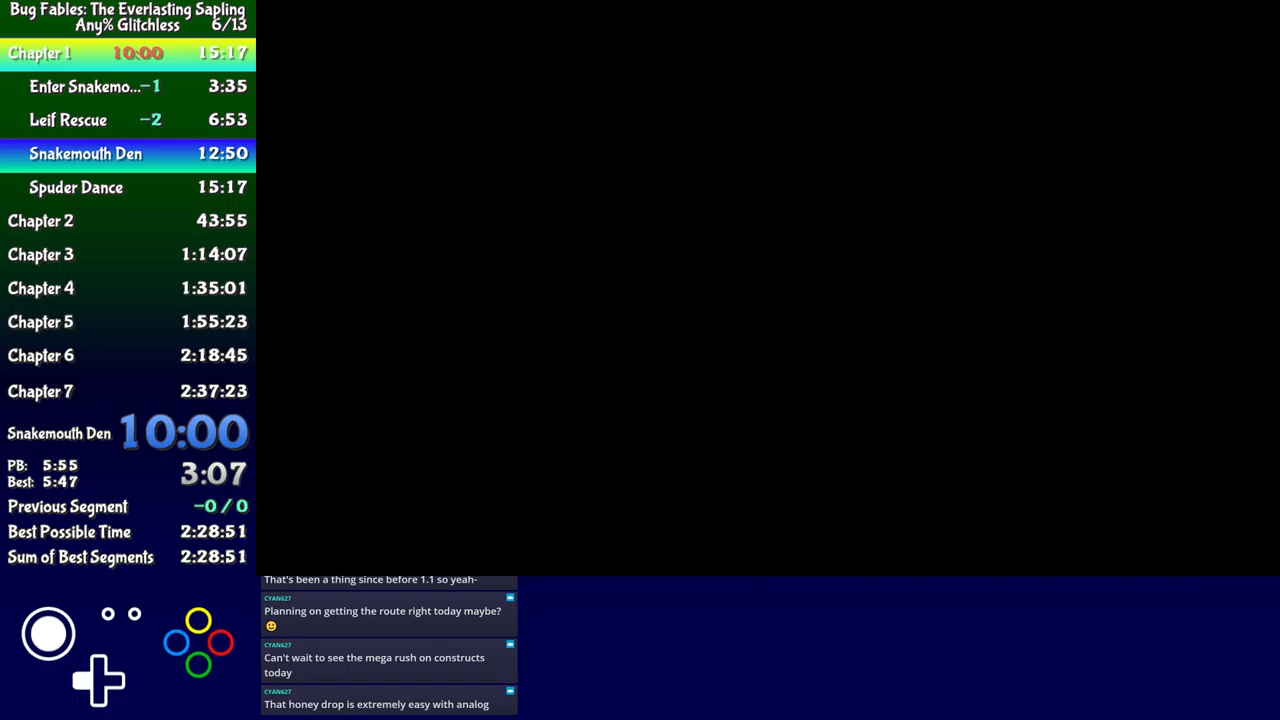 Bug Fables: The Everlasting Sapling
Any% Glitchless 6/13
Chapter 1 10:00 15:17
Enter Snakemo... -1 3:35
Leif Rescue -2 6:53
Snakemouth Den 12:50
Spuder Dance 15:17
Chapter 2 43:55
Chapter 3 1:14:07
Chapter 4 1:35:01
Chapter 5 1:55:23
Chapter 6 2:18:45
Chapter 7 2:37:23
Snakemouth Den 10:00
PB: 5:55
Best: 5:47
3:07
Previous Segment -0 / 0
Best Possible Time 2:28:51
Sum of Best Segments 2:28:51
That's been a thing since before 1.1 so yeah-
CYAN627
Planning on getting the route right today maybe?
CYAN627
Can't wait to see the mega rush on constructs
today
CYAN627
That honey drop is extremely easy with analog